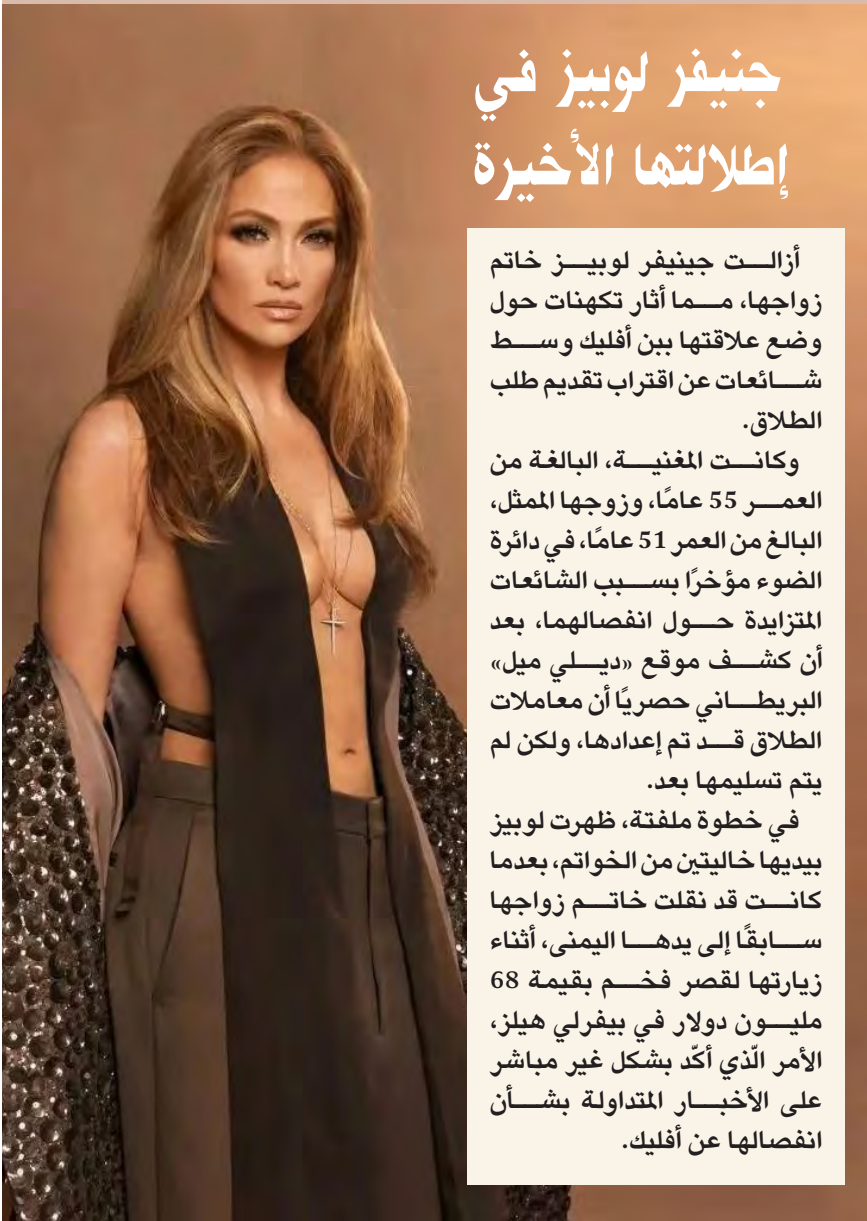 جنيفر لوبيز في
إطلالتها الأخيرة
أزالت جينيفر لوبيز خاتم
زواجها، مما أثار تكهنات حول
وضع علاقتها ببن أفليك وسط
شائعات عن اقتراب تقديم طلب
الطلاق.
وكانت المغنية، البالغة من
العمر 55 عامًا، وزوجها الممثل،
البالغ من العمر 51 عامًا، في دائرة
الضوء مؤخرًا بسبب الشائعات
المتزايدة حول انفصالهما، بعد
أن كشف موقع «ديلي ميل»
البريطاني حصريًا أن معاملات
الطلاق قد تم إعدادها، ولكن لم
يتم تسليمها بعد.
في خطوة ملفتة، ظهرت لوبيز
بيديها خاليتين من الخواتم، بعدما
كانت قد نقلت خاتم زواجها
سابقًا إلى يدها اليمنى، أثناء
زيارتها لقصر فخم بقيمة 68
مليون دولار في بيفرلي هيلز،
الأمر الّذي أكّد بشكل غير مباشر
على الأخبار المتداولة بشأن
انفصالها عن أفليك.